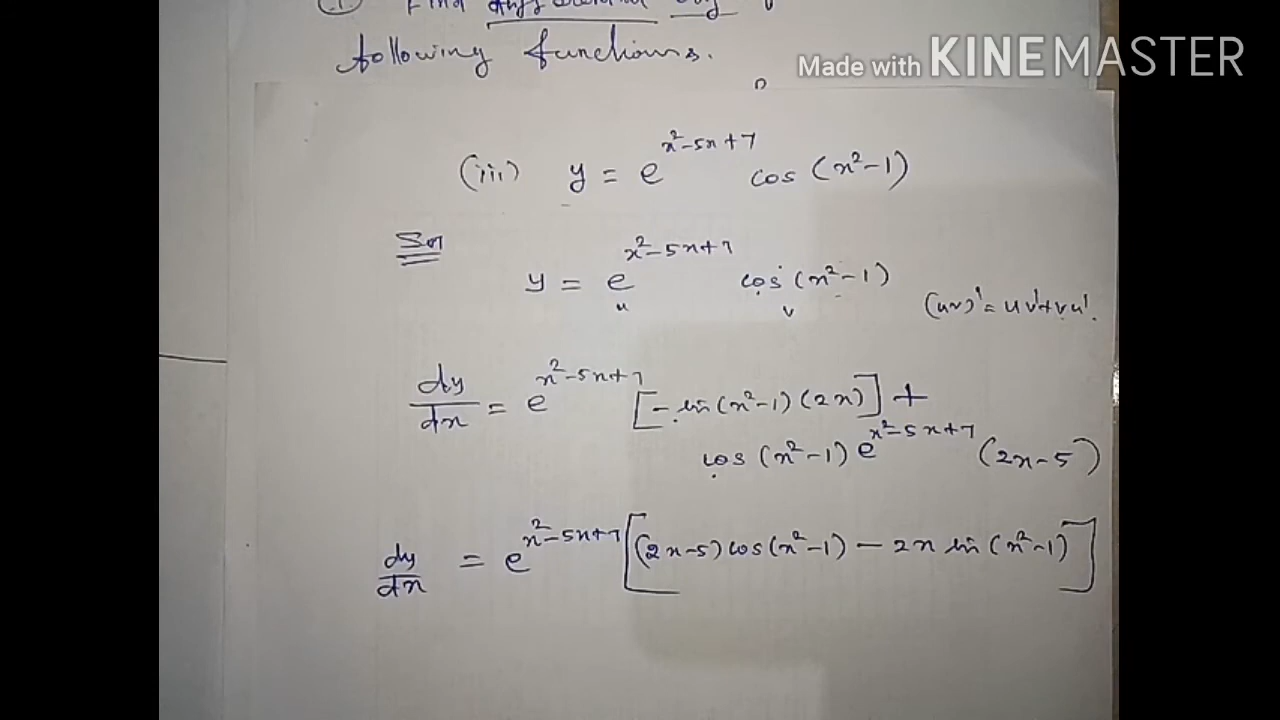 Made with KINEMASTER
(1) Find
following functions.
(iii) y = e^{x²-5x+7} cos (x²-1)
Sol
y = e^{x²-5x+7} cos (x²-1)
u v (uv)' = uv'+vu'.
dy/dx = e^{x²-5x+7} [-sin (x²-1) (2x)] +
cos (x²-1) e^{x²-5x+7} (2x-5)
dy/dx = e^{x²-5x+7} [(2x-5) cos (x²-1) - 2x sin (x²-1)]